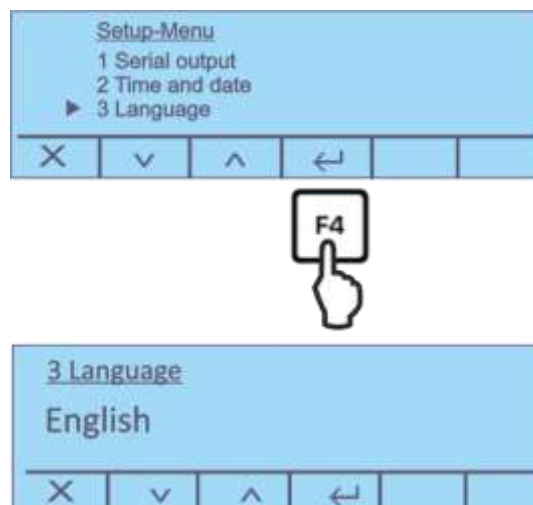 Setup-Menu
1 Serial output
2 Time and date
3 Language
F4
3 Language
English